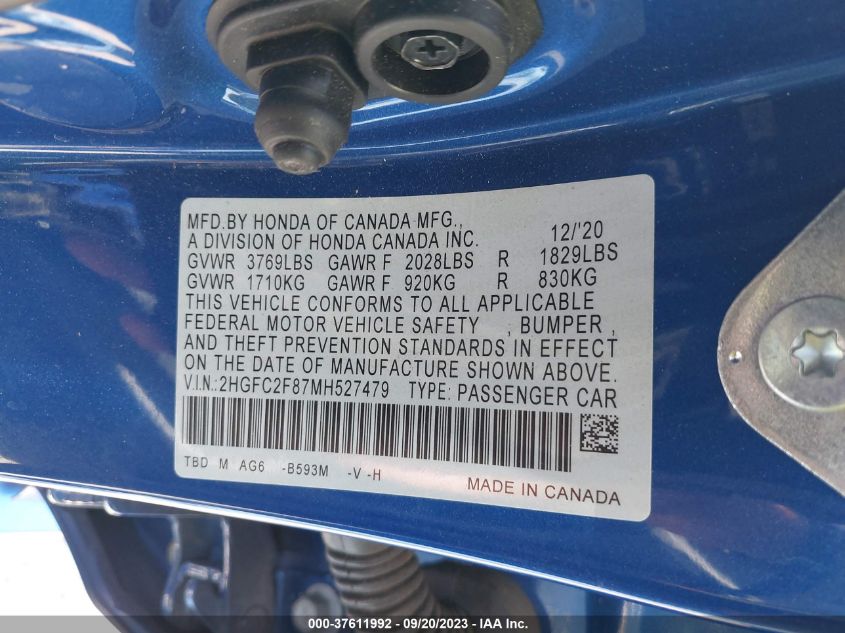 MFD.BY HONDA OF CANADA MFG.,
A DIVISION OF HONDA CANADA INC. 12/'20
GVWR 3769LBS GAWR F 2028LBS R 1829LBS
GVWR 1710KG GAWR F 920KG R 830KG
THIS VEHICLE CONFORMS TO ALL APPLICABLE
FEDERAL MOTOR VEHICLE SAFETY , BUMPER ,
AND THEFT PREVENTION STANDARDS IN EFFECT
ON THE DATE OF MANUFACTURE SHOWN ABOVE.
V.I.N.:2HGFC2F87MH527479 TYPE: PASSENGER CAR
TBD M AG6 -B593M -V -H
MADE IN CANADA
000-37611992 - 09/20/2023 - IAA Inc.